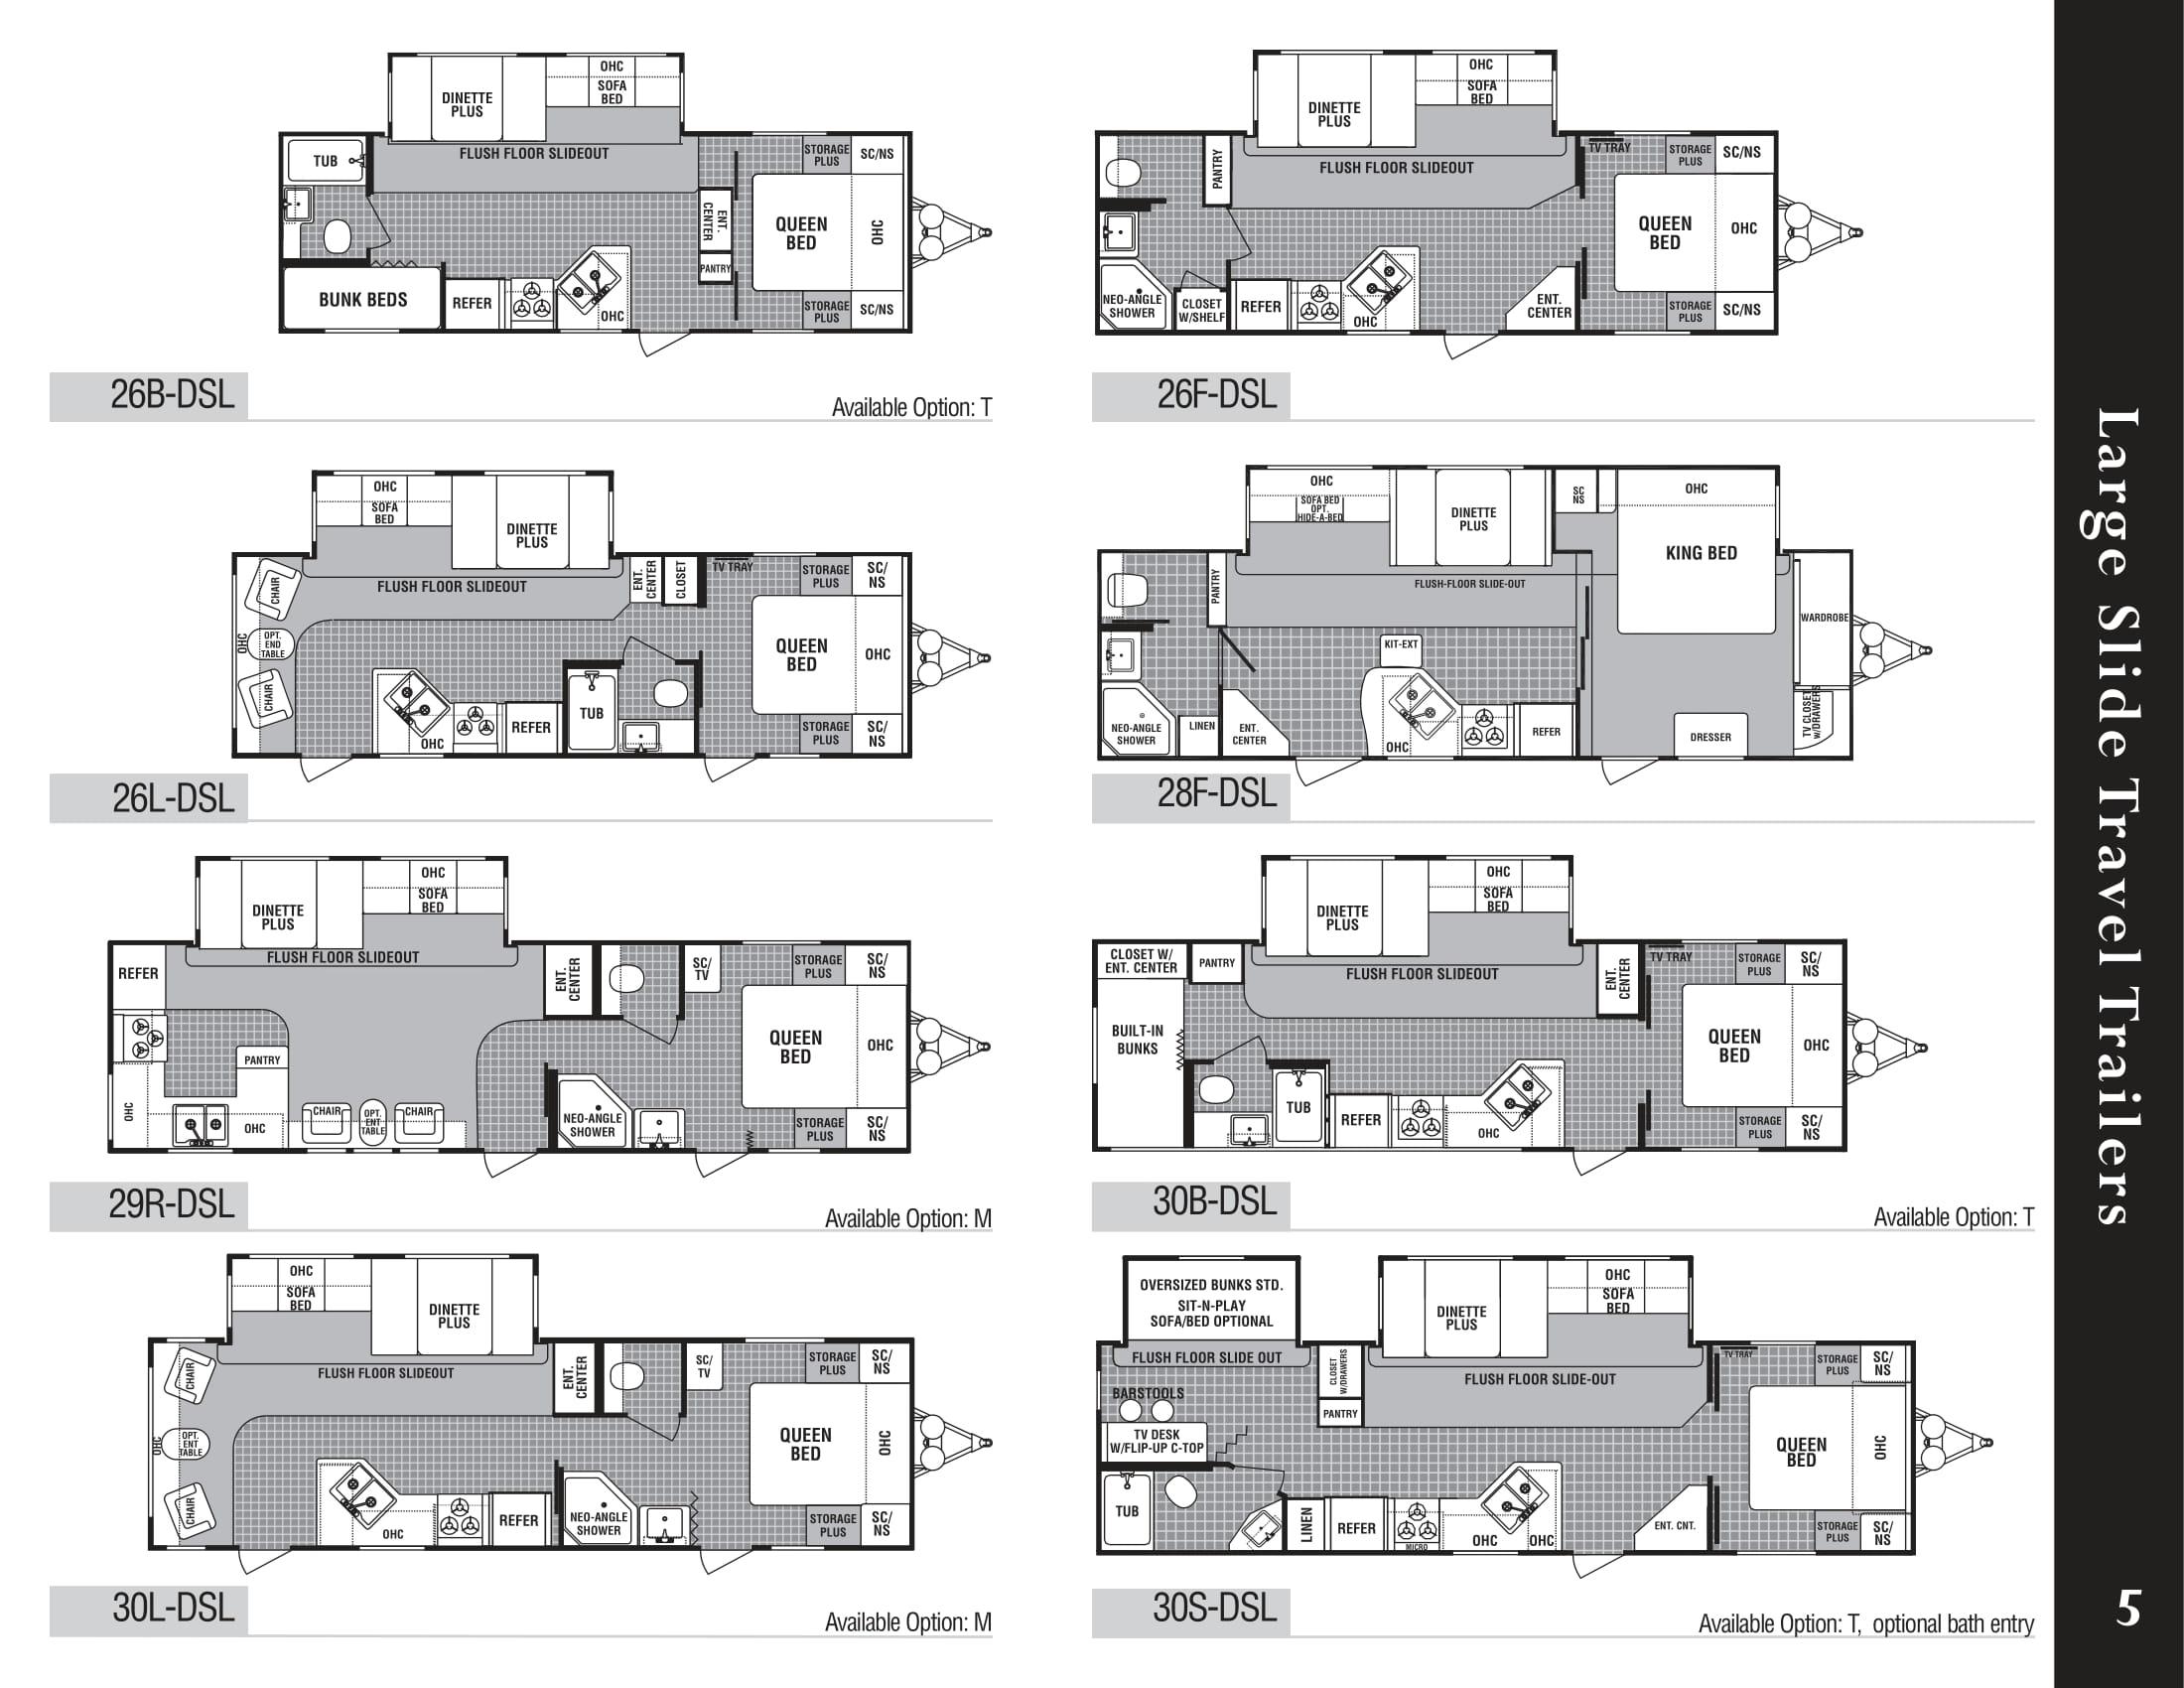 OHC
SOFA
BED
DINETTE
PLUS
TUB
FLUSH FLOOR SLIDEOUT
STORAGE
PLUS
SC/NS
ENT.
CENTER
QUEEN
BED
OHC
PANTRY
BUNK BEDS
REFER
OHC
STORAGE
PLUS
SC/NS
26B-DSL
Available Option: T
OHC
SOFA
BED
DINETTE
PLUS
PANTRY
FLUSH FLOOR SLIDEOUT
TV TRAY
STORAGE
PLUS
SC/NS
QUEEN
BED
OHC
NEO-ANGLE
SHOWER
CLOSET
W/SHELF
REFER
OHC
ENT.
CENTER
STORAGE
PLUS
SC/NS
26F-DSL
OHC
SOFA
BED
DINETTE
PLUS
CHAIR
FLUSH FLOOR SLIDEOUT
ENT.
CENTER
CLOSET
TV TRAY
STORAGE
PLUS
SC/
NS
OHC
OPT.
END
TABLE
QUEEN
BED
OHC
CHAIR
OHC
REFER
TUB
STORAGE
PLUS
SC/
NS
26L-DSL
OHC
SOFA BED
OPT.
HIDE-A-BED
DINETTE
PLUS
SC
NS
OHC
KING BED
PANTRY
FLUSH-FLOOR SLIDE-OUT
WARDROBE
KIT-EXT
NEO-ANGLE
SHOWER
LINEN
ENT.
CENTER
OHC
REFER
DRESSER
TV CLOSET
W/DRAWERS
28F-DSL
DINETTE
PLUS
OHC
SOFA
BED
REFER
FLUSH FLOOR SLIDEOUT
ENT.
CENTER
SC/
TV
STORAGE
PLUS
SC/
NS
PANTRY
QUEEN
BED
OHC
OHC
OHC
CHAIR
OPT.
ENT
TABLE
CHAIR
NEO-ANGLE
SHOWER
STORAGE
PLUS
SC/
NS
29R-DSL
Available Option: M
DINETTE
PLUS
OHC
SOFA
BED
CLOSET W/
ENT. CENTER
PANTRY
FLUSH FLOOR SLIDEOUT
ENT.
CENTER
TV TRAY
STORAGE
PLUS
SC/
NS
BUILT-IN
BUNKS
QUEEN
BED
OHC
TUB
REFER
OHC
STORAGE
PLUS
SC/
NS
30B-DSL
Available Option: T
OHC
SOFA
BED
DINETTE
PLUS
CHAIR
FLUSH FLOOR SLIDEOUT
ENT.
CENTER
SC/
TV
STORAGE
PLUS
SC/
NS
OHC
OPT.
ENT
TABLE
QUEEN
BED
OHC
CHAIR
OHC
REFER
NEO-ANGLE
SHOWER
STORAGE
PLUS
SC/
NS
30L-DSL
Available Option: M
OVERSIZED BUNKS STD.
SIT-N-PLAY
SOFA/BED OPTIONAL
DINETTE
PLUS
OHC
SOFA
BED
FLUSH FLOOR SLIDE OUT
CLOSET
W/DRAWERS
FLUSH FLOOR SLIDE-OUT
TV TRAY
STORAGE
PLUS
SC/
NS
BARSTOOLS
PANTRY
TV DESK
W/FLIP-UP C-TOP
QUEEN
BED
OHC
TUB
LINEN
REFER
MICRO
OHC
OHC
ENT. CNT.
STORAGE
PLUS
SC/
NS
30S-DSL
Available Option: T, optional bath entry
Large Slide Travel Trailers
5